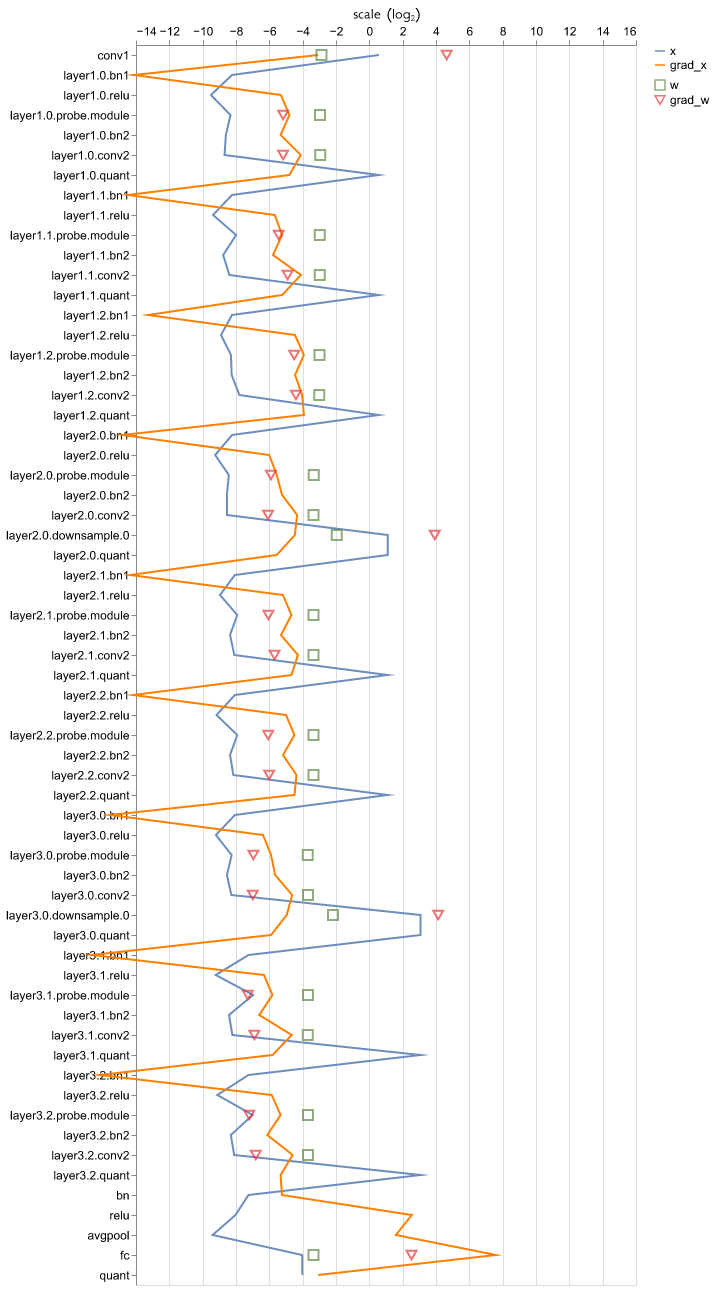 scale (log₂)
−14 −12 −10 −8 −6 −4 −2 0 2 4 6 8 10 12 14 16
x
grad_x
w
grad_w
conv1
layer1.0.bn1
layer1.0.relu
layer1.0.probe.module
layer1.0.bn2
layer1.0.conv2
layer1.0.quant
layer1.1.bn1
layer1.1.relu
layer1.1.probe.module
layer1.1.bn2
layer1.1.conv2
layer1.1.quant
layer1.2.bn1
layer1.2.relu
layer1.2.probe.module
layer1.2.bn2
layer1.2.conv2
layer1.2.quant
layer2.0.bn1
layer2.0.relu
layer2.0.probe.module
layer2.0.bn2
layer2.0.conv2
layer2.0.downsample.0
layer2.0.quant
layer2.1.bn1
layer2.1.relu
layer2.1.probe.module
layer2.1.bn2
layer2.1.conv2
layer2.1.quant
layer2.2.bn1
layer2.2.relu
layer2.2.probe.module
layer2.2.bn2
layer2.2.conv2
layer2.2.quant
layer3.0.bn1
layer3.0.relu
layer3.0.probe.module
layer3.0.bn2
layer3.0.conv2
layer3.0.downsample.0
layer3.0.quant
layer3.1.bn1
layer3.1.relu
layer3.1.probe.module
layer3.1.bn2
layer3.1.conv2
layer3.1.quant
layer3.2.bn1
layer3.2.relu
layer3.2.probe.module
layer3.2.bn2
layer3.2.conv2
layer3.2.quant
bn
relu
avgpool
fc
quant